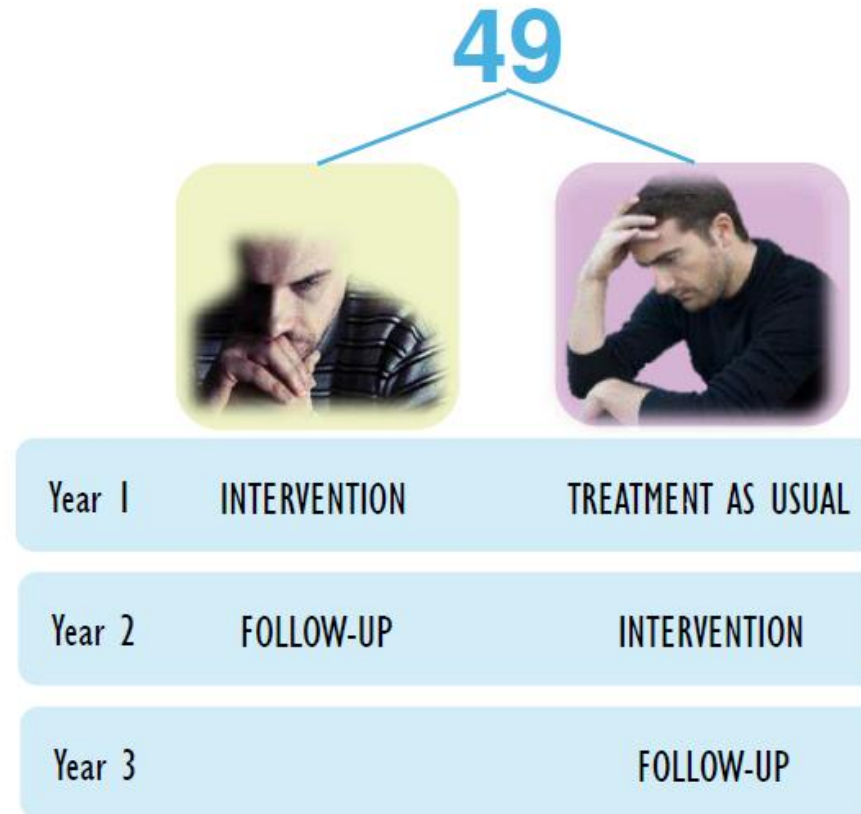 49
Year 1 INTERVENTION TREATMENT AS USUAL
Year 2 FOLLOW-UP INTERVENTION
Year 3 FOLLOW-UP